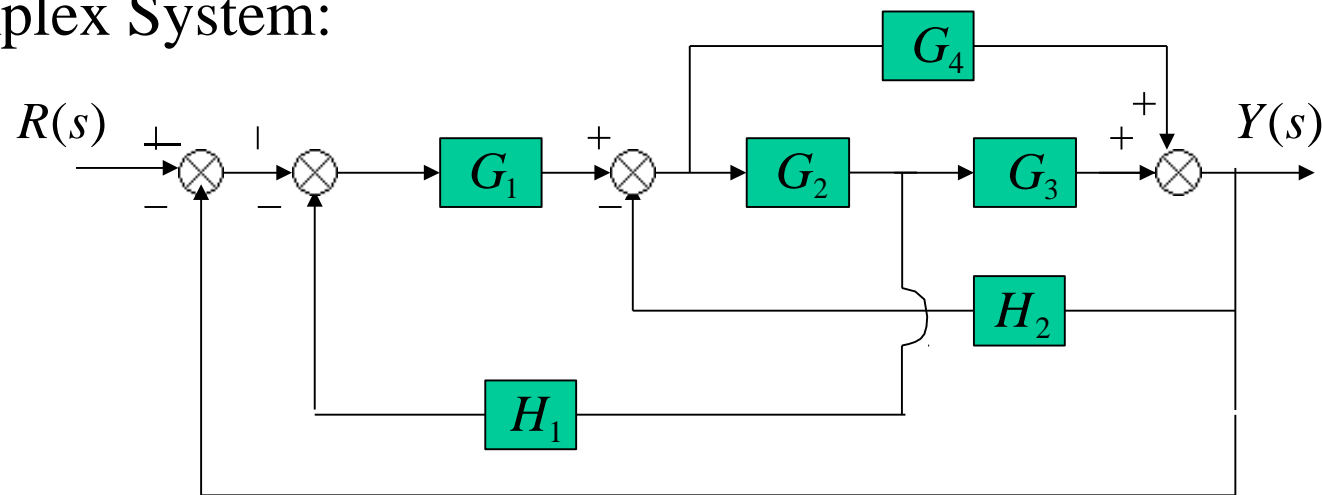 plex System:
G4
R(s) + + Y(s)
+ − + +
G1 G2 G3
− − −
H2
H1